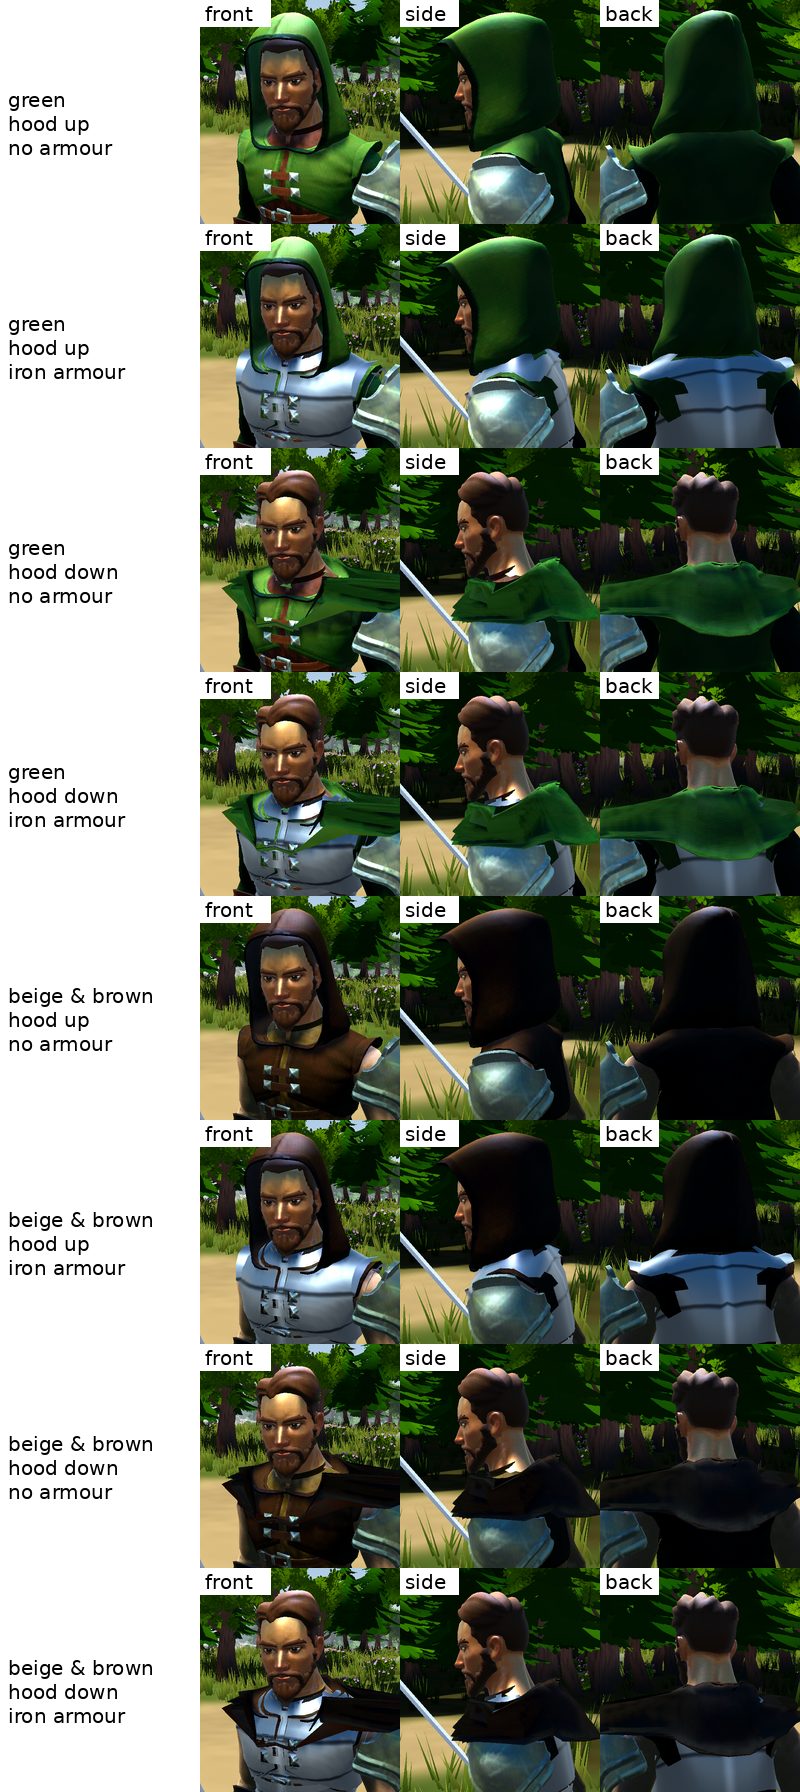 front
side
back
green
hood up
no armour
front
side
back
green
hood up
iron armour
front
side
back
green
hood down
no armour
front
side
back
green
hood down
iron armour
front
side
back
beige & brown
hood up
no armour
front
side
back
beige & brown
hood up
iron armour
front
side
back
beige & brown
hood down
no armour
front
side
back
beige & brown
hood down
iron armour